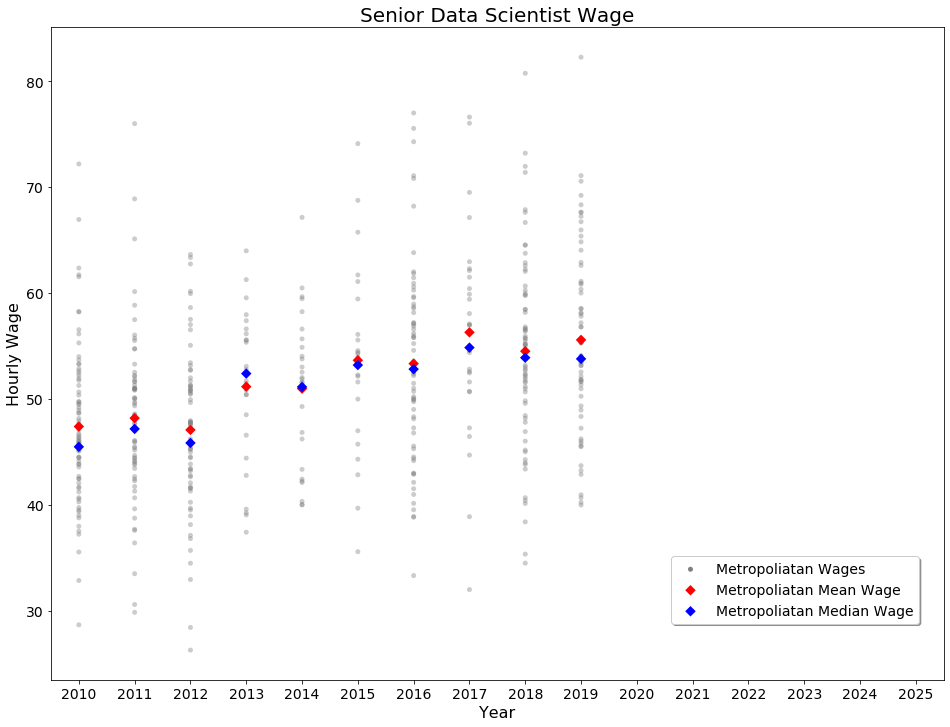 Senior Data Scientist Wage
Hourly Wage
80
70
60
50
40
30
Metropoliatan Wages
Metropoliatan Mean Wage
Metropoliatan Median Wage
2010 2011 2012 2013 2014 2015 2016 2017 2018 2019 2020 2021 2022 2023 2024 2025
Year